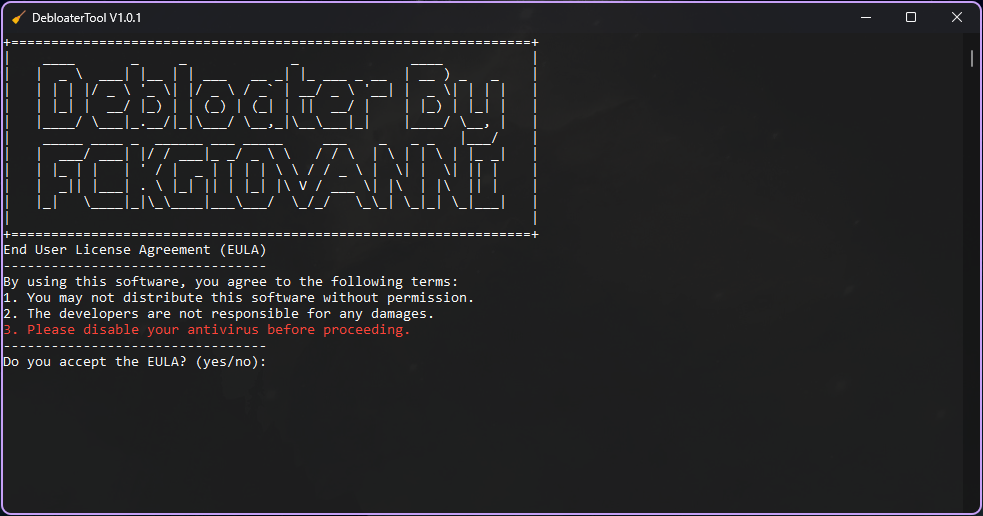 DebloaterTool V1.0.1
Debloater By
FCKGIOVANNI
End User License Agreement (EULA)
---------------------------------
By using this software, you agree to the following terms:
1. You may not distribute this software without permission.
2. The developers are not responsible for any damages.
3. Please disable your antivirus before proceeding.
---------------------------------
Do you accept the EULA? (yes/no):